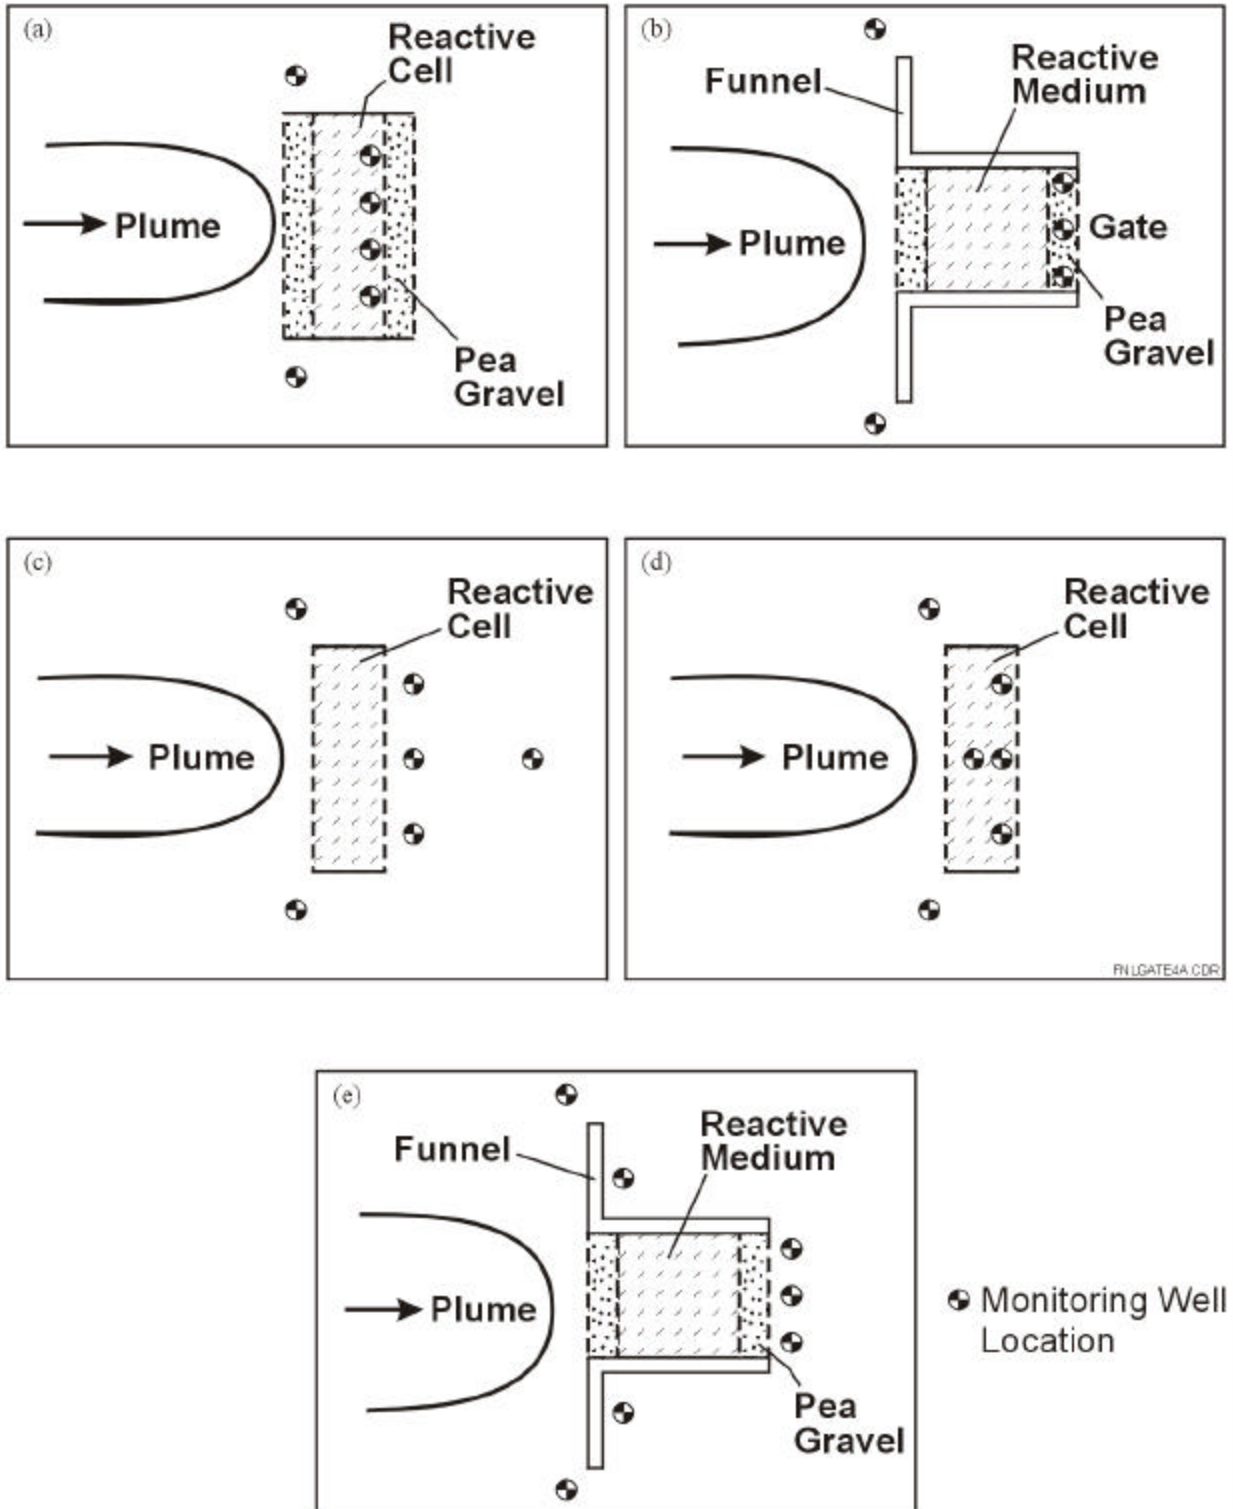 (a)
Reactive
Cell
Plume
Pea
Gravel
(b)
Funnel
Reactive
Medium
Plume
Gate
Pea
Gravel
(c)
Reactive
Cell
Plume
(d)
Reactive
Cell
Plume
FNLGATE4A.CDR
(e)
Funnel
Reactive
Medium
Plume
Pea
Gravel
Monitoring Well
Location